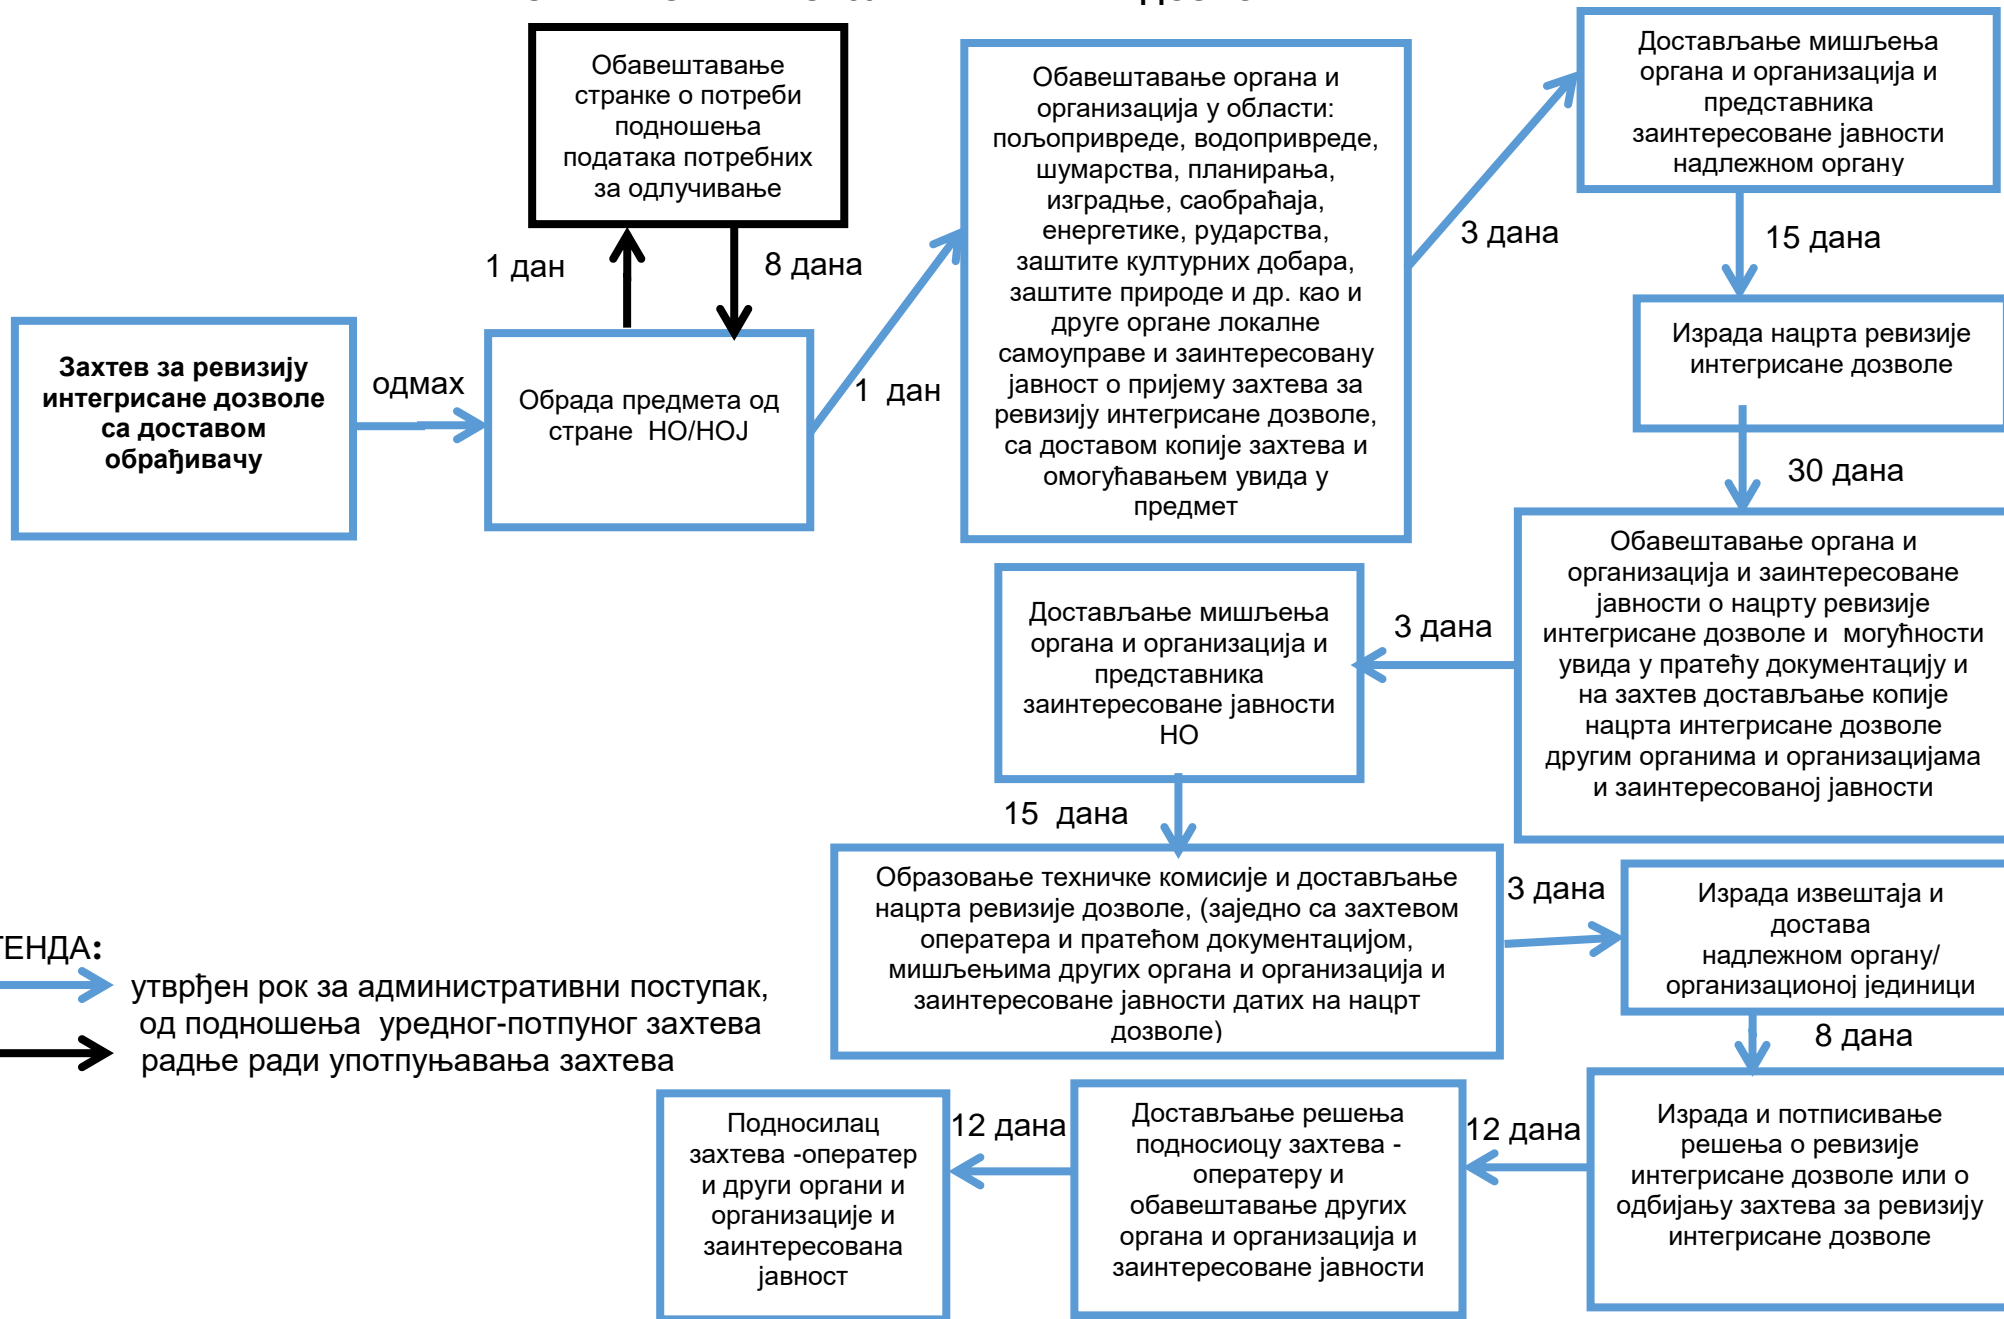 Обавештавање
странке о потреби
подношења
података потребних
за одлучивање
1 дан
8 дана
Захтев за ревизију
интегрисане дозволе
са доставом
обрађивачу
одмах
Обрада предмета од
стране НО/НОЈ
1 дан
Обавештавање органа и
организација у области:
пољопривреде, водопривреде,
шумарства, планирања,
изградње, саобраћаја,
енергетике, рударства,
заштите културних добара,
заштите природе и др. као и
друге органе локалне
самоуправе и заинтересовану
јавност о пријему захтева за
ревизију интегрисане дозволе,
са доставом копије захтева и
омогућавањем увида у
предмет
3 дана
Достављање мишљења
органа и организација и
представника
заинтересоване јавности
надлежном органу
15 дана
Израда нацрта ревизије
интегрисане дозволе
30 дана
Обавештавање органа и
организација и заинтересоване
јавности о нацрту ревизије
интегрисане дозволе и могућности
увида у пратећу документацију и
на захтев достављање копије
нацрта интегрисане дозволе
другим органима и организацијама
и заинтересованој јавности
3 дана
Достављање мишљења
органа и организација и
представника
заинтересоване јавности
НО
15 дана
Образовање техничке комисије и достављање
нацрта ревизије дозволе, (заједно са захтевом
оператера и пратећом документацијом,
мишљењима других органа и организација и
заинтересоване јавности датих на нацрт
дозволе)
3 дана
Израда извештаја и
достава
надлежном органу/
организационој јединици
8 дана
Израда и потписивање
решења о ревизије
интегрисане дозволе или о
одбијању захтева за ревизију
интегрисане дозволе
12 дана
Достављање решења
подносиоцу захтева -
оператеру и
обавештавање других
органа и организација и
заинтересоване јавности
12 дана
Подносилац
захтева -оператер
и други органи и
организације и
заинтересована
јавност
ЕНДА:
утврђен рок за административни поступак,
од подношења уредног-потпуног захтева
радње ради употпуњавања захтева